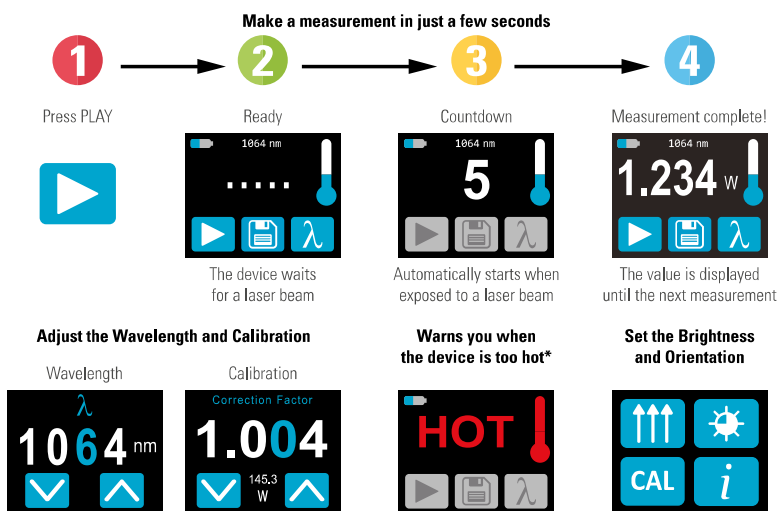 Make a measurement in just a few seconds
1
2
3
4
Press PLAY
Ready
Countdown
Measurement complete!
1064 nm
.....
λ
The device waits
for a laser beam
1064 nm
5
λ
Automatically starts when
exposed to a laser beam
1064 nm
1.234 W
λ
The value is displayed
until the next measurement
Adjust the Wavelength and Calibration
Wavelength
λ
1064 nm
Calibration
Correction Factor
1.004
145.3
W
Warns you when
the device is too hot*
HOT
λ
Set the Brightness
and Orientation
CAL
i